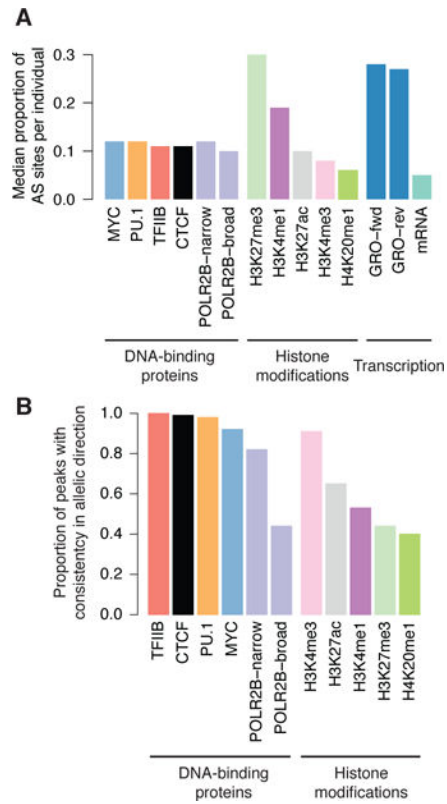 A
Median proportion of
AS sites per individual
0.3
0.2
0.1
0.0
MYC
PU.1
TFIIB
CTCF
POLR2B−narrow
POLR2B−broad
H3K27me3
H3K4me1
H3K27ac
H3K4me3
H4K20me1
GRO−fwd
GRO−rev
mRNA
DNA-binding
proteins
Histone
modifications
Transcription
B
Proportion of peaks with
consistentcy in allelic direction
1.0
0.8
0.6
0.4
0.2
0.0
TFIIB
CTCF
PU.1
MYC
POLR2B−narrow
POLR2B−broad
H3K4me3
H3K27ac
H3K4me1
H3K27me3
H4K20me1
DNA-binding
proteins
Histone
modifications